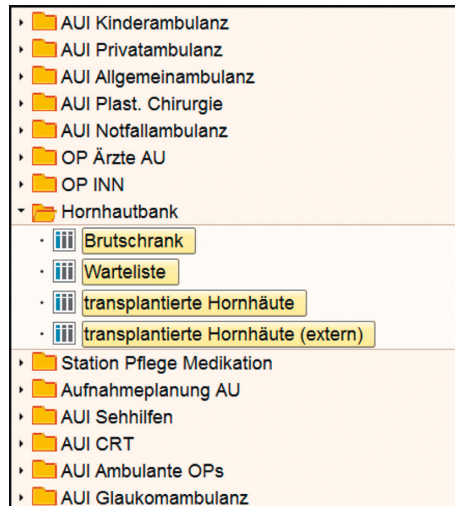 AUI Kinderambulanz
AUI Privatambulanz
AUI Allgemeinambulanz
AUI Plast. Chirurgie
AUI Notfallambulanz
OP Ärzte AU
OP INN
Hornhautbank
Brutschrank
Warteliste
transplantierte Hornhäute
transplantierte Hornhäute (extern)
Station Pflege Medikation
Aufnahmeplanung AU
AUI Sehhilfen
AUI CRT
AUI Ambulante OPs
AUI Glaukomambulanz